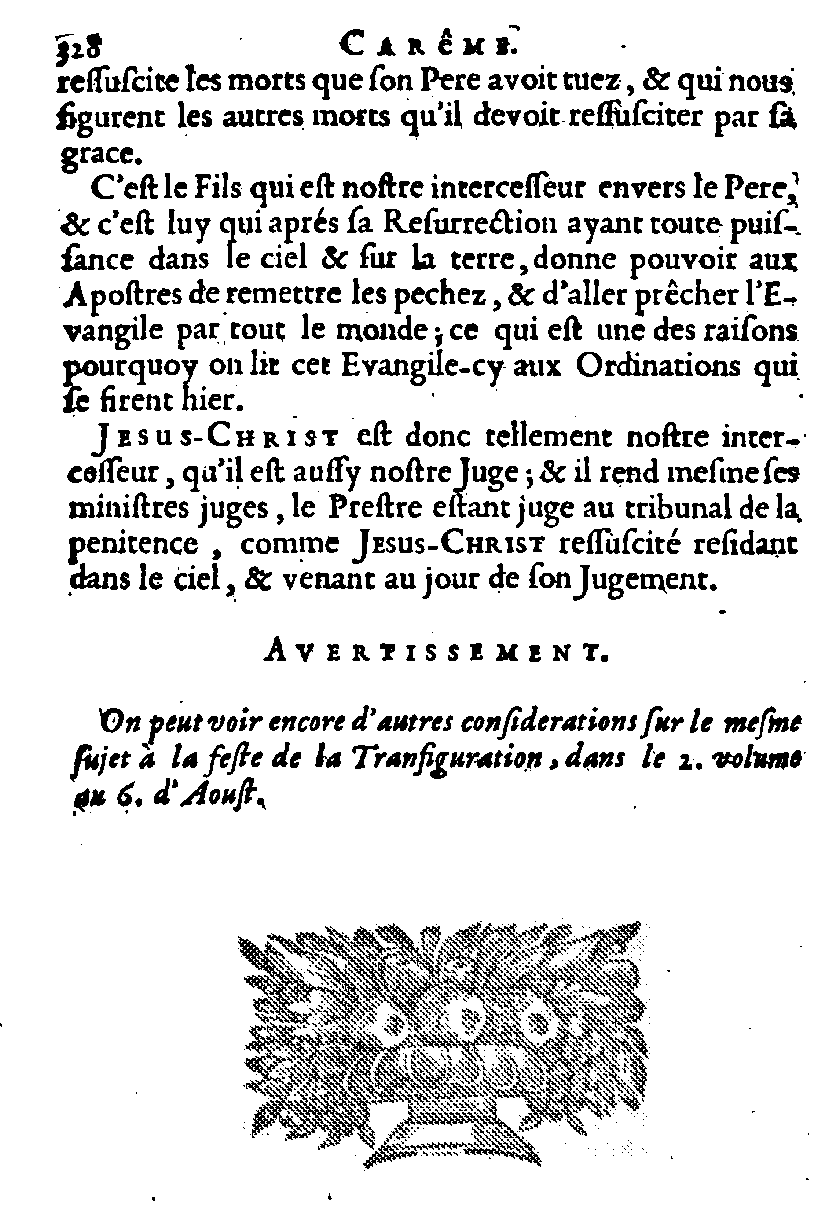 328 CARêME.
reſſuſcite les morts que ſon Pere avoit tuez, & qui nous
figurent les autres morts qu'il devoit reſſuſciter par ſa
grace.
C'eſt le Fils qui eſt noſtre interceſſeur envers le Pere,
& c'eſt luy qui aprés ſa Reſurrection ayant toute puiſ-
ſance dans le ciel & ſur la terre, donne pouvoir aux
Apoſtres de remettre les pechez, & d'aller prêcher l'E-
vangile par tout le monde; ce qui eſt une des raiſons
pourquoy on lit cet Evangile-cy aux Ordinations qui
ſe firent hier.
JESUS-CHRIST eſt donc tellement noſtre inter-
ceſſeur, qu'il eſt auſſy noſtre Juge; & il rend meſme ſes
miniſtres juges, le Preſtre eſtant juge au tribunal de la
penitence, comme JESUS-CHRIST reſſuſcité reſidant
dans le ciel, & venant au jour de ſon Jugement.
AVERTISSEMENT.
On peut voir encore d'autres conſiderations ſur le meſme
ſujet à la feſte de la Tranſiguration, dans le 2. volume
au 6. d'Aouſt.